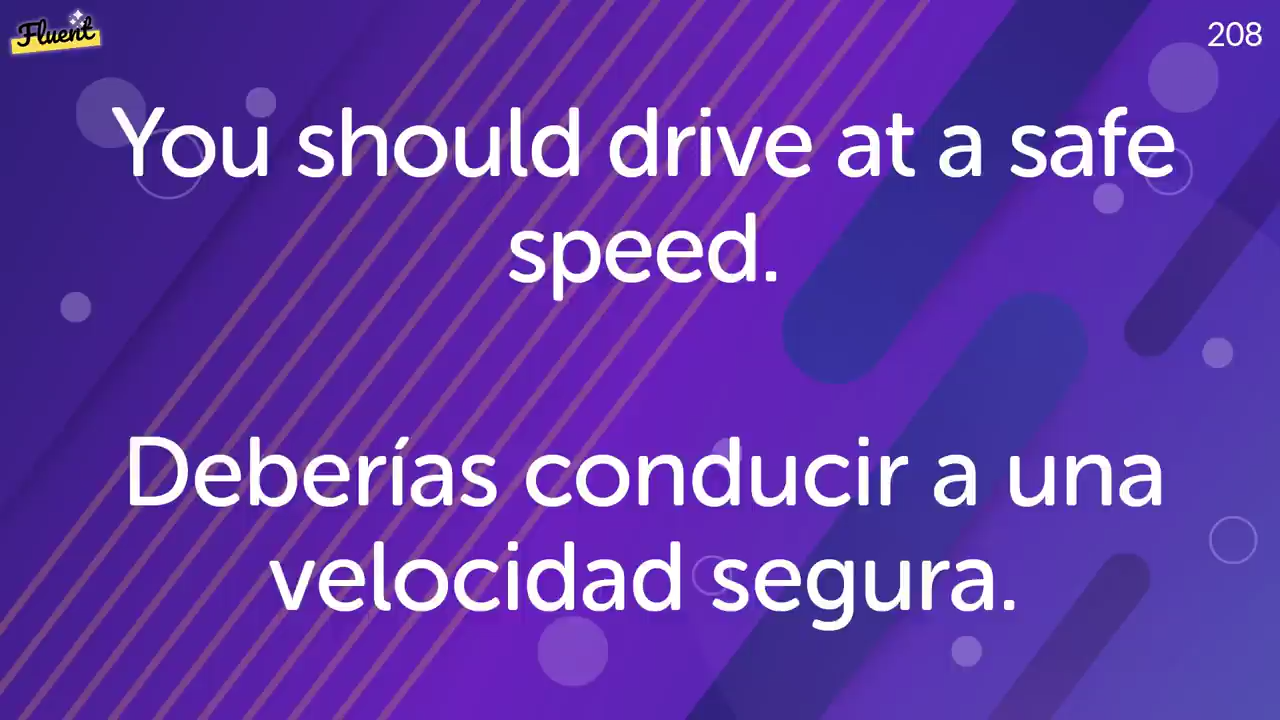 Fluent
208
You should drive at a safe
speed.
Deberías conducir a una
velocidad segura.